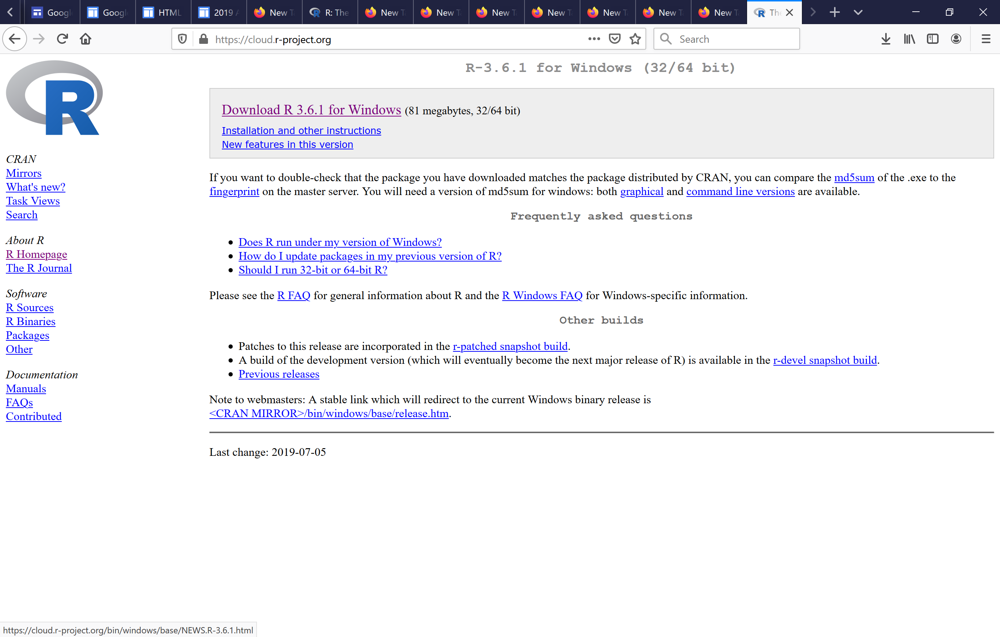 Googl
Googl
HTML
2019 A
New T
R: The
New T
New T
New T
New T
New T
New T
New T
The
https://cloud.r-project.org
Search
R
R-3.6.1 for Windows (32/64 bit)
Download R 3.6.1 for Windows (81 megabytes, 32/64 bit)
Installation and other instructions
New features in this version
CRAN
Mirrors
What's new?
Task Views
Search
About R
R Homepage
The R Journal
Software
R Sources
R Binaries
Packages
Other
Documentation
Manuals
FAQs
Contributed
If you want to double-check that the package you have downloaded matches the package distributed by CRAN, you can compare the md5sum of the .exe to the
fingerprint on the master server. You will need a version of md5sum for windows: both graphical and command line versions are available.
Frequently asked questions
Does R run under my version of Windows?
How do I update packages in my previous version of R?
Should I run 32-bit or 64-bit R?
Please see the R FAQ for general information about R and the R Windows FAQ for Windows-specific information.
Other builds
Patches to this release are incorporated in the r-patched snapshot build.
A build of the development version (which will eventually become the next major release of R) is available in the r-devel snapshot build.
Previous releases
Note to webmasters: A stable link which will redirect to the current Windows binary release is
<CRAN MIRROR>/bin/windows/base/release.htm.
Last change: 2019-07-05
https://cloud.r-project.org/bin/windows/base/NEWS.R-3.6.1.html